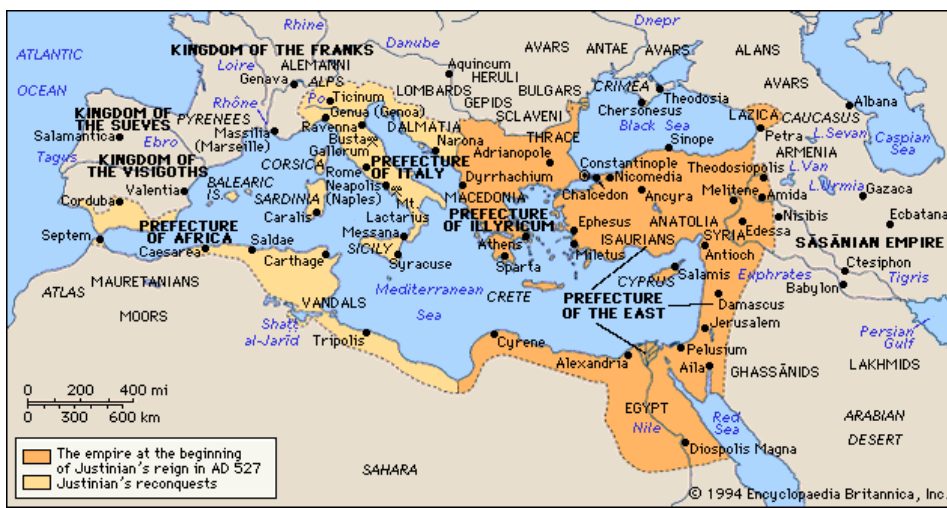 ATLANTIC
OCEAN
Rhine
Dnepr
KINGDOM OF THE FRANKS
Loire
ALEMANNI
Danube
AVARS
ANTAE
AVARS
ALANS
Genava
ALPS
Aquincum
HERULI
LOMBARDS
GEPIDS
BULGARS
SCLAVENI
CRIMEA
Theodosia
Chersonesus
AVARS
Albana
CAUCASUS
Caspian
Sea
KINGDOM OF
THE SUEVES
PYRENEES
Rhône
Po
Ticinum
Genua (Genoa)
Ravenna
Busta
Gallorum
DALMATIA
Narona
THRACE
Black Sea
LAZICA
Petra
L.Sevan
Salamantica
Ebro
Tagus
Massilia
(Marseille)
CORSICA
Rome
PREFECTURE
OF ITALY
Adrianopole
Dyrrhachium
Constantinople
Sinope
ARMENIA
L.Van
L.Urmia
KINGDOM OF
THE VISIGOTHS
Valentia
BALEARIC
IS.
SARDINIA
Neapolis
(Naples)
Mt.
Lactarius
MACEDONIA
Nicomedia
Chalcedon
Ancyra
Theodosiopolis
Melitene
Amida
Gazaca
Corduba
Caralis
PREFECTURE
OF ILLYRICUM
Ephesus
ANATOLIA
Nisibis
Edessa
Ecbatana
Septem
PREFECTURE
OF AFRICA
Caesarea
Saldae
Carthage
Messana
SICILY
Syracuse
Athens
Sparta
ISAURIANS
Miletus
SYRIA
Antioch
SĀSĀNIAN EMPIRE
Ctesiphon
Babylon
Tigris
Euphrates
ATLAS
MAURETANIANS
MOORS
VANDALS
Mediterranean
Sea
CRETE
CYPRUS
Salamis
PREFECTURE
OF THE EAST
Damascus
Jerusalem
Persian
Gulf
Shatt
al-Jarīd
Tripolis
Cyrene
Alexandria
Pelusium
Aila
GHASSĀNIDS
LAKHMIDS
0 200 400 mi
0 300 600 km
EGYPT
Nile
Red
Sea
ARABIAN
DESERT
Diospolis Magna
SAHARA
The empire at the beginning
of Justinian's reign in AD 527
Justinian's reconquests
© 1994 Encyclopaedia Britannica, Inc.